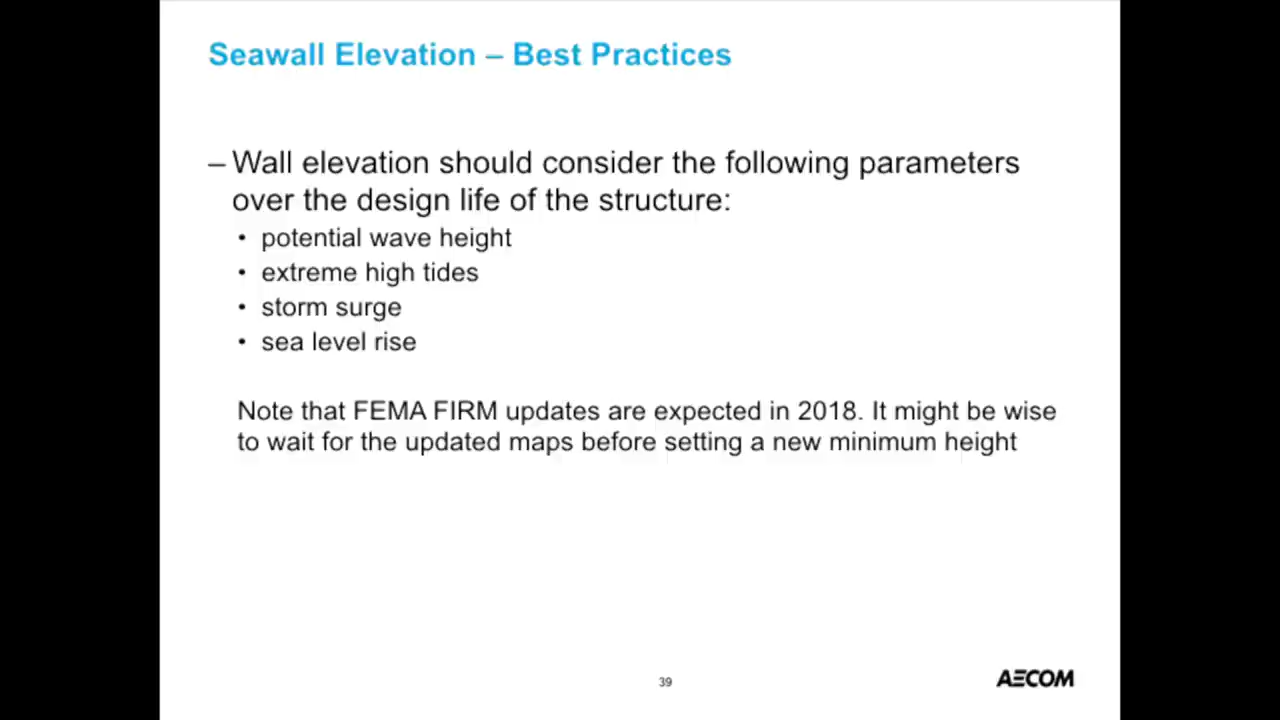 Seawall Elevation – Best Practices
– Wall elevation should consider the following parameters
over the design life of the structure:
• potential wave height
• extreme high tides
• storm surge
• sea level rise
Note that FEMA FIRM updates are expected in 2018. It might be wise
to wait for the updated maps before setting a new minimum height
39
AECOM